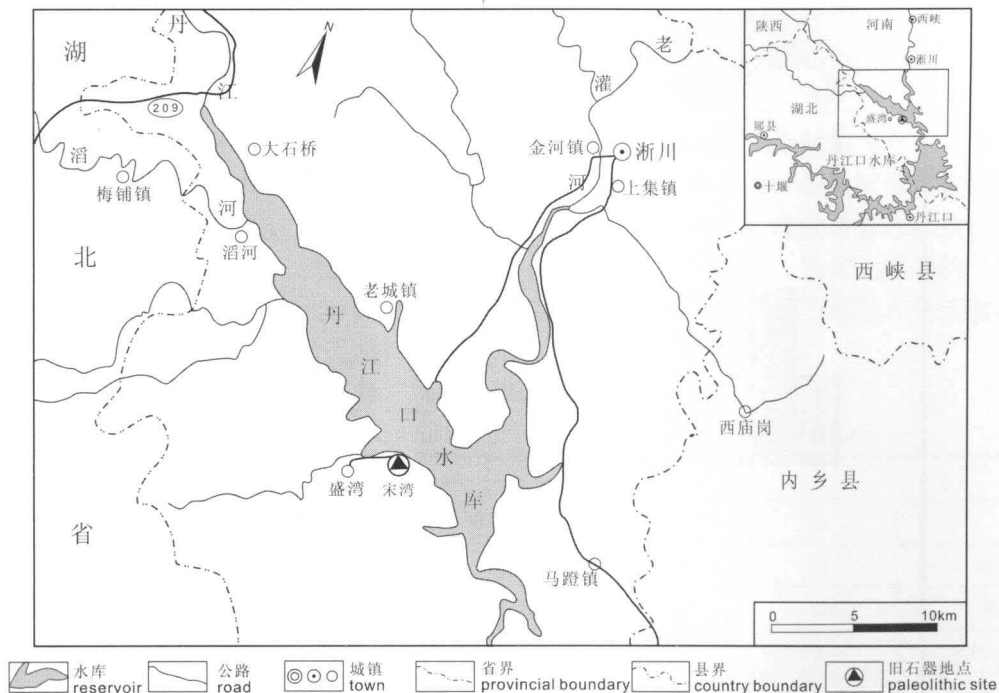 湖
北
省
丹
江
209
滔
河
梅铺镇
大石桥
滔河
老城镇
丹
江
口
水
库
盛湾
宋湾
N
老
灌
河
金河镇
淅川
上集镇
西庙岗
马蹬镇
西峡县
内乡县
陕西
河南
西峡
淅川
湖北
盛湾
郧县
丹江口水库
十堰
丹江口
0 5 10km
水库
reservoir
公路
road
城镇
town
省界
provincial boundary
县界
country boundary
旧石器地点
paleolithic site